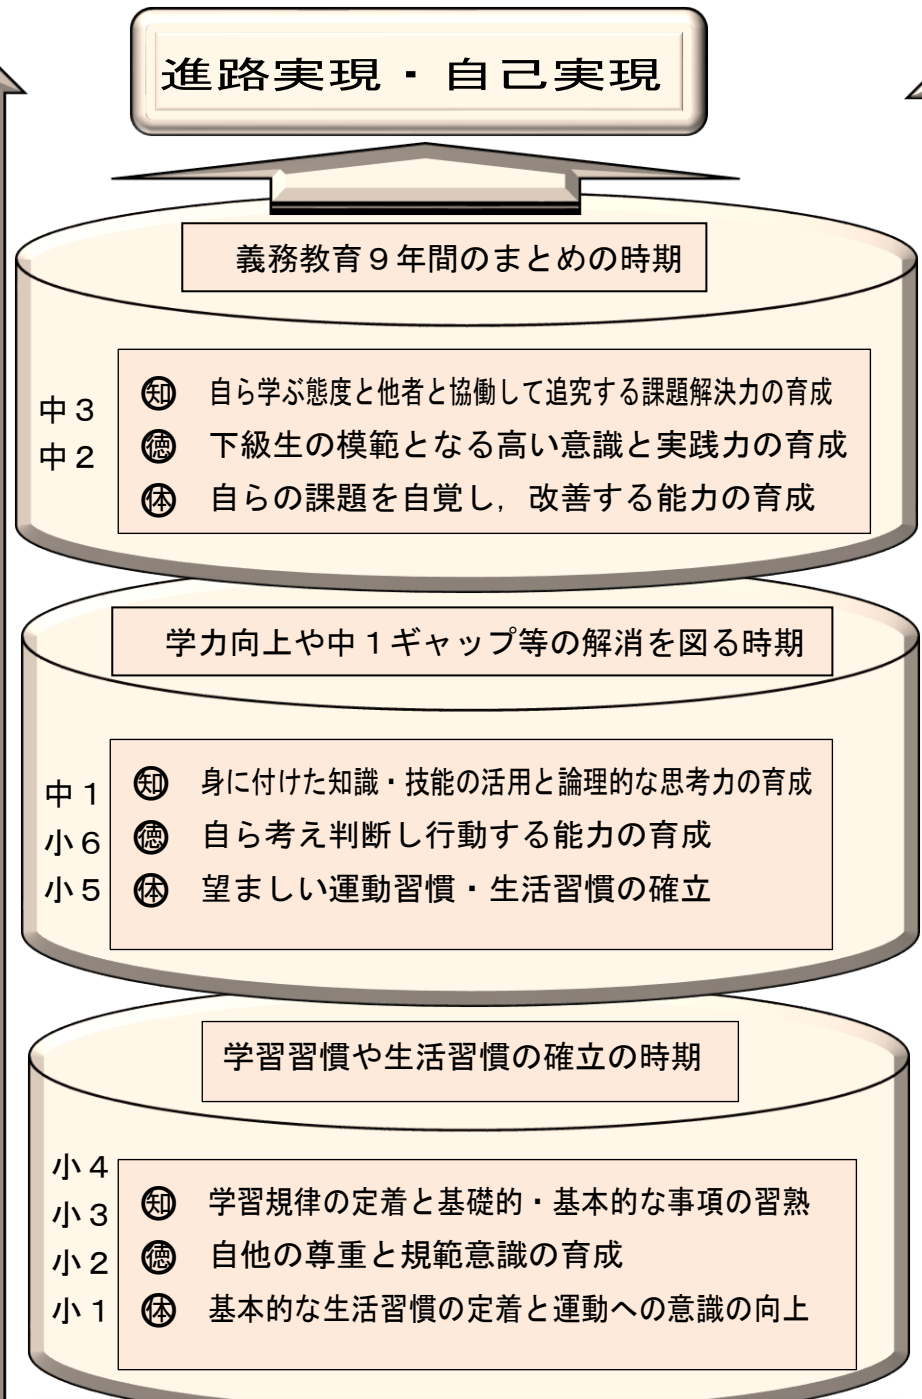 進路実現・自己実現
義務教育９年間のまとめの時期
中３
中２
㊙知 自ら学ぶ態度と他者と協働して追究する課題解決力の育成
徳 下級生の模範となる高い意識と実践力の育成
体 自らの課題を自覚し，改善する能力の育成
学力向上や中１ギャップ等の解消を図る時期
中１
小６
小５
知 身に付けた知識・技能の活用と論理的な思考力の育成
徳 自ら考え判断し行動する能力の育成
体 望ましい運動習慣・生活習慣の確立
学習習慣や生活習慣の確立の時期
小４
小３
小２
小１
知 学習規律の定着と基礎的・基本的な事項の習熟
徳 自他の尊重と規範意識の育成
体 基本的な生活習慣の定着と運動への意識の向上